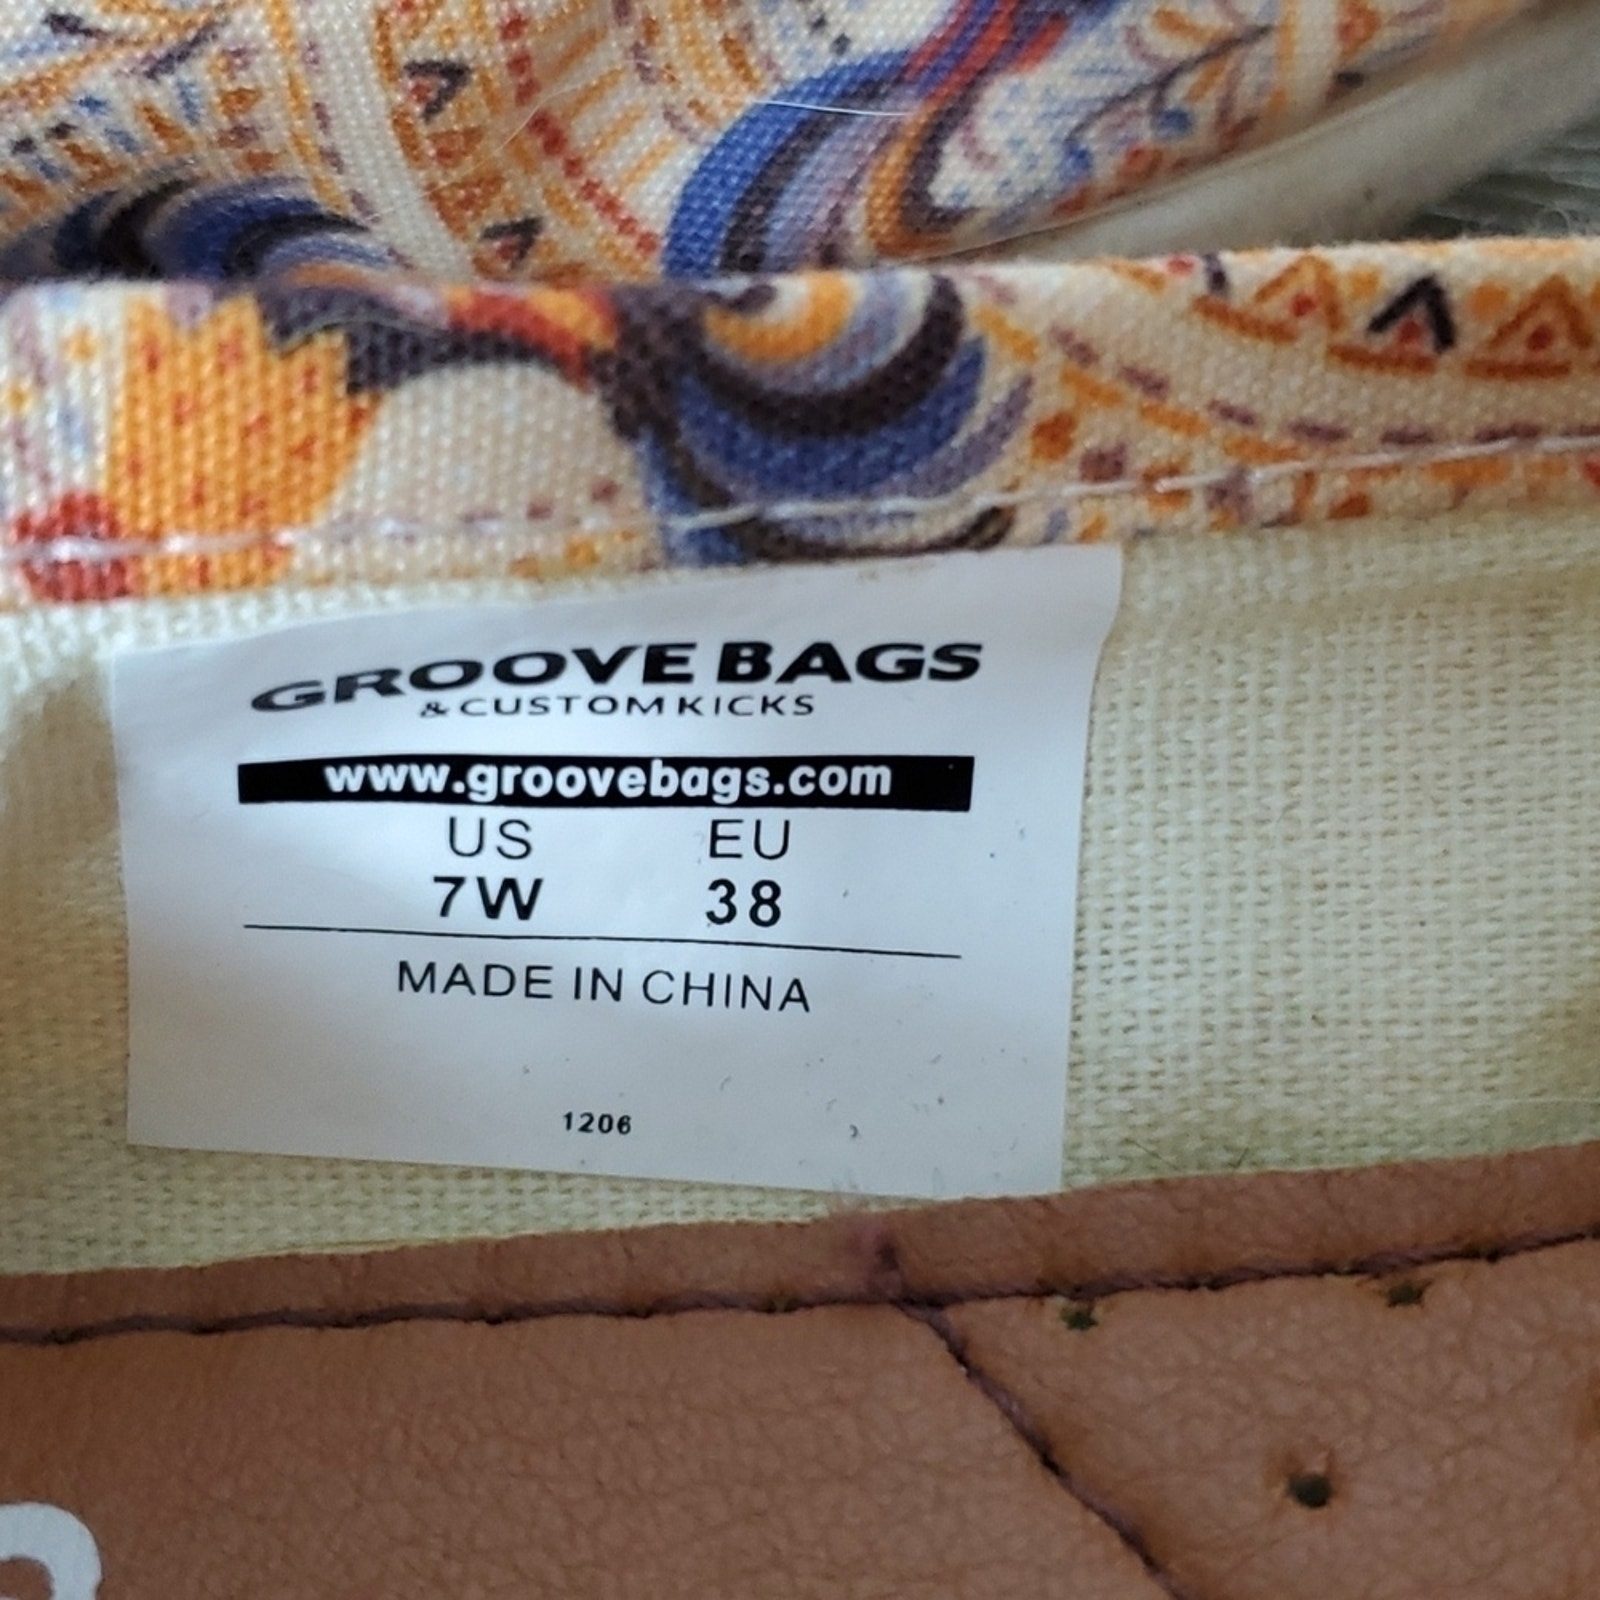 GROOVE BAGS
& CUSTOM KICKS
www.groovebags.com
US EU
7W 38
MADE IN CHINA
1206